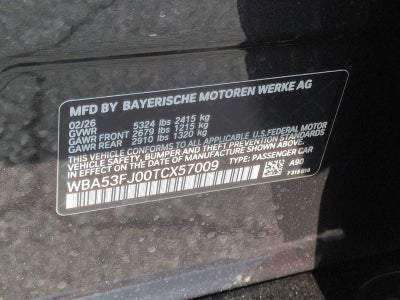 MFD BY BAYERISCHE MOTOREN WERKE AG
02/26 5324 lbs 2415 kg
GVWR
GAWR FRONT 2679 lbs 1215 kg
GAWR REAR 2910 lbs 1320 kg
THIS VEHICLE CONFORMS TO ALL APPLICABLE U.S. FEDERAL MOTOR
VEHICLE SAFETY, BUMPER, AND THEFT PREVENTION STANDARDS
IN EFFECT ON THE DATE OF MANUFACTURE SHOWN ABOVE.
WBA53FJ00TCX57009 TYPE: PASSENGER CAR
A90